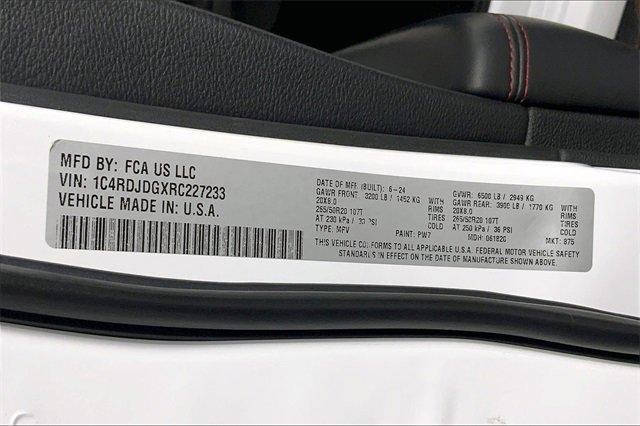 MFD BY: FCA US LLC
VIN: 1C4RDJDGXRC227233
VEHICLE MADE IN: U.S.A.
DATE OF MFR (BUILT): 6-24 GVWR: 6500 LB / 2949 KG
GAWR FRONT: 3200 LB / 1452 KG WITH GAWR REAR: 3900 LB / 1770 KG WITH
20X8.0 RIMS 20X8.0 RIMS
265/50R20 107T TIRES 265/50R20 107T TIRES
AT 230 kPa / 33 PSI COLD AT 250 kPa / 36 PSI COLD
TYPE: MPV PAINT: PW7 MDH: 061820 MKT: 875
THIS VEHICLE CONFORMS TO ALL APPLICABLE U.S.A. FEDERAL MOTOR VEHICLE SAFETY
STANDARDS IN EFFECT ON THE DATE OF MANUFACTURE SHOWN ABOVE.